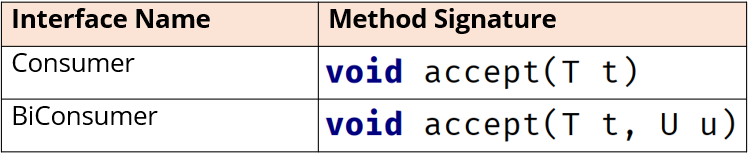 Interface Name Method Signature
Consumer void accept(T t)
BiConsumer void accept(T t, U u)